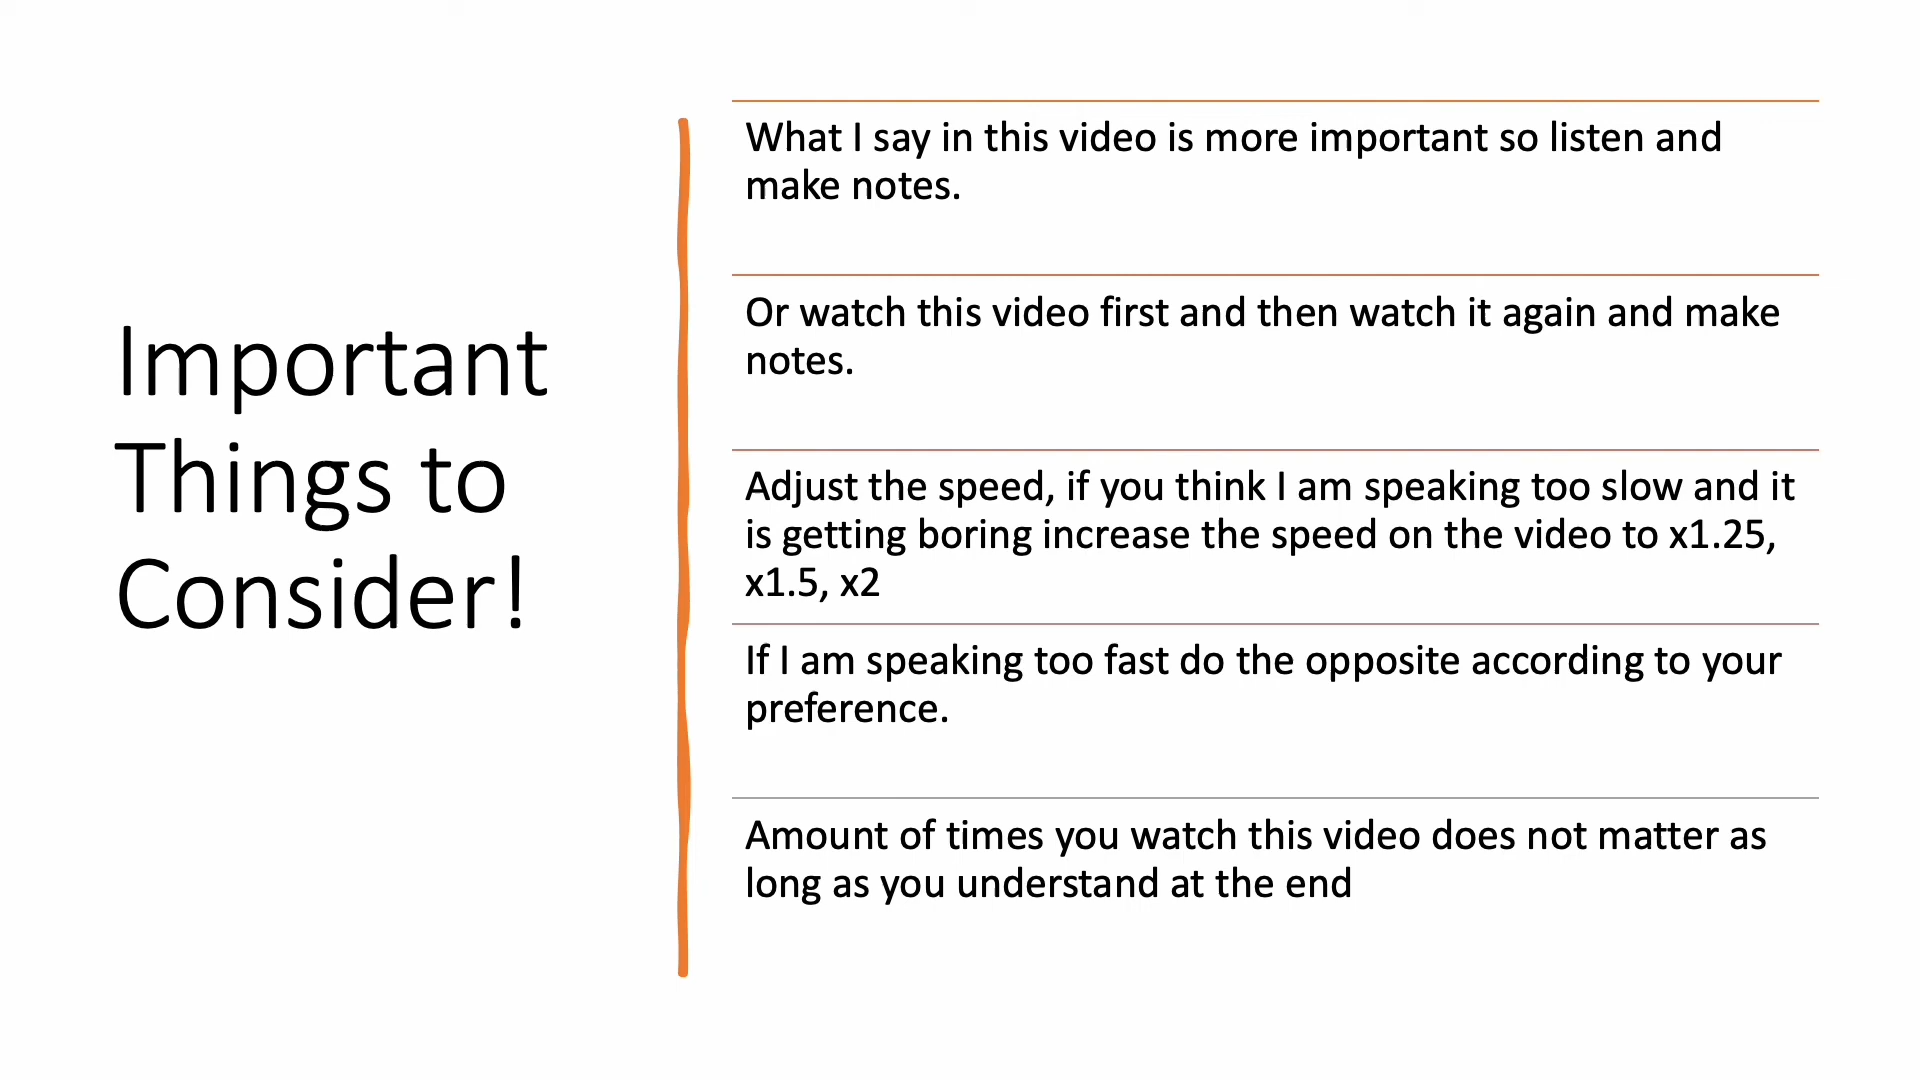 Important
Things to
Consider!
What I say in this video is more important so listen and
make notes.
Or watch this video first and then watch it again and make
notes.
Adjust the speed, if you think I am speaking too slow and it
is getting boring increase the speed on the video to x1.25,
x1.5, x2
If I am speaking too fast do the opposite according to your
preference.
Amount of times you watch this video does not matter as
long as you understand at the end